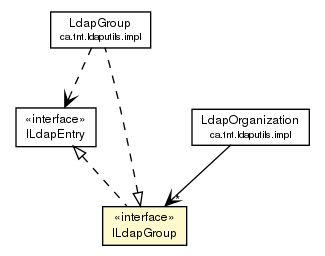 LdapGroup
ca.tnt.ldaputils.impl
«interface»
ILdapEntry
LdapOrganization
ca.tnt.ldaputils.impl
*
«interface»
ILdapGroup